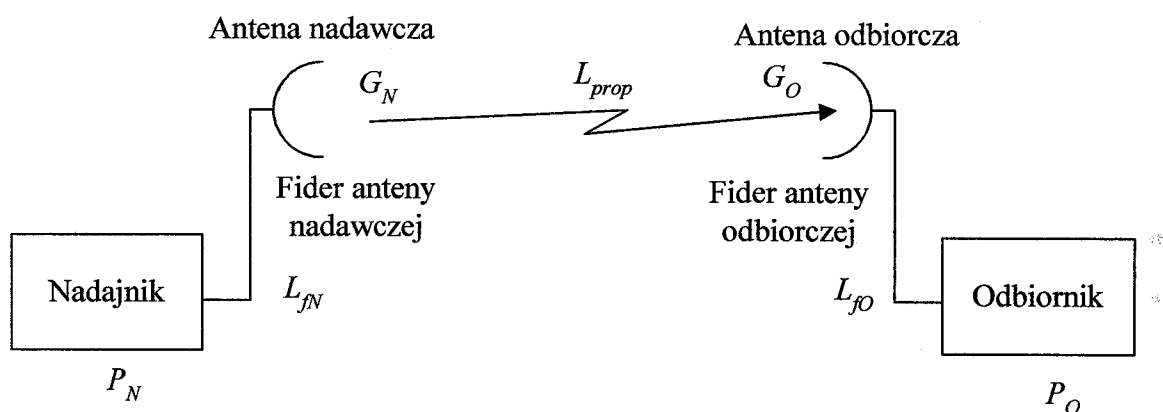 Antena nadawcza
Antena odbiorcza
G_N
L_prop
G_O
Fider anteny
nadawczej
Fider anteny
odbiorczej
Nadajnik
L_fN
L_fO
Odbiornik
P_N
P_O